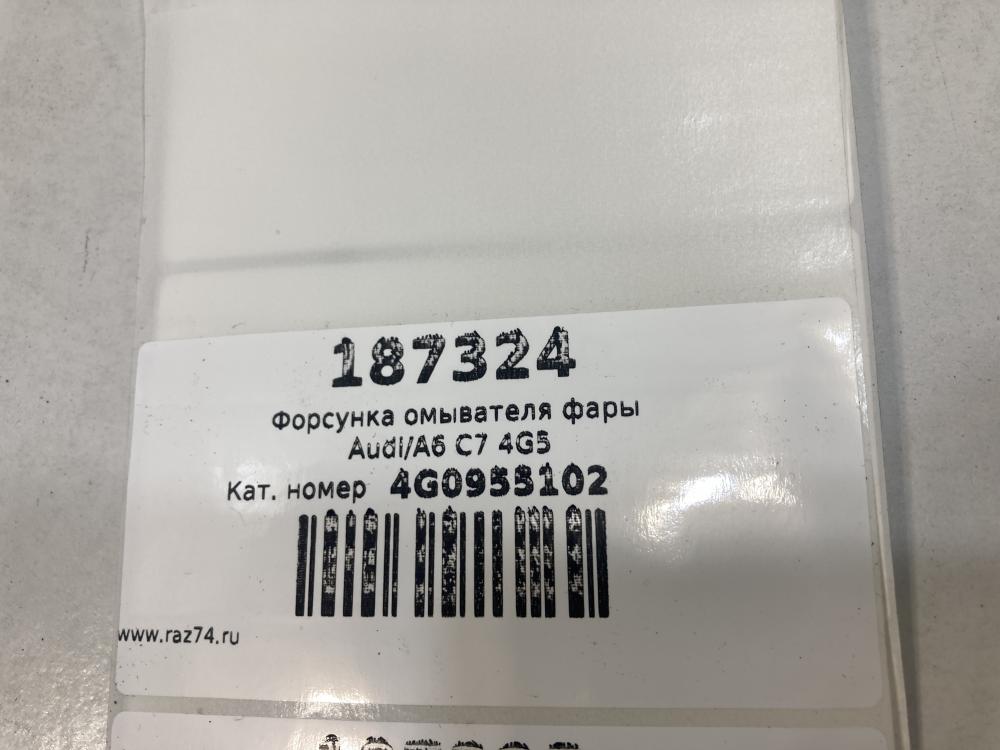 187324
Форсунка омывателя фары
Audi/A6 C7 4G5
Кат. номер 4G0955102
www.raz74.ru